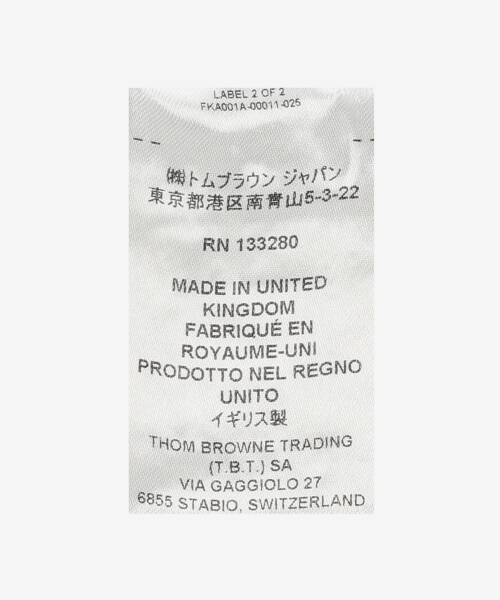 LABEL 2 OF 2
FKA001A-00011-025
㈱トムブラウン ジャパン
東京都港区南青山5-3-22
RN 133280
MADE IN UNITED
KINGDOM
FABRIQUÉ EN
ROYAUME-UNI
PRODOTTO NEL REGNO
UNITO
イギリス製
THOM BROWNE TRADING
(T.B.T.) SA
VIA GAGGIOLO 27
6855 STABIO, SWITZERLAND